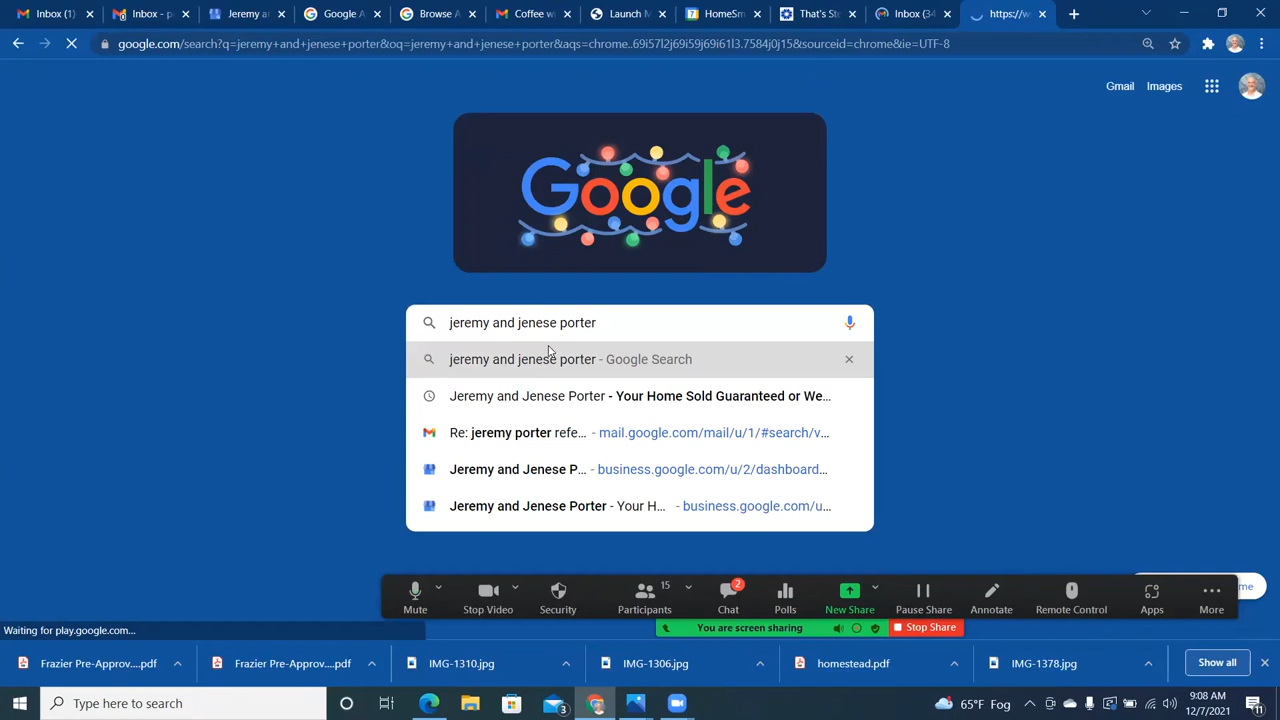 Inbox (1)
Inbox - p
Jeremy an
Google A
Browse A
Coffee w
Launch M
HomeSm
That's Ste
Inbox (34
https://w
google.com/search?q=jeremy+and+jenese+porter&oq=jeremy+and+jenese+porter&aqs=chrome..69i57j69i59j69i61l3.7584j0j15&sourceid=chrome&ie=UTF-8
Gmail Images
Google
jeremy and jenese porter
jeremy and jenese porter - Google Search
Jeremy and Jenese Porter - Your Home Sold Guaranteed or We...
Re: jeremy porter refe... - mail.google.com/mail/u/1/#search/v...
Jeremy and Jenese P... - business.google.com/u/2/dashboard...
Jeremy and Jenese Porter - Your H... - business.google.com/u...
me
15
2
Mute
Stop Video
Security
Participants
Chat
Polls
New Share
Pause Share
Annotate
Remote Control
Apps
More
Waiting for play.google.com...
You are screen sharing
Stop Share
Frazier Pre-Approv....pdf
Frazier Pre-Approv....pdf
IMG-1310.jpg
IMG-1306.jpg
homestead.pdf
IMG-1378.jpg
Show all
Type here to search
3
65°F Fog
9:08 AM
12/7/2021
11